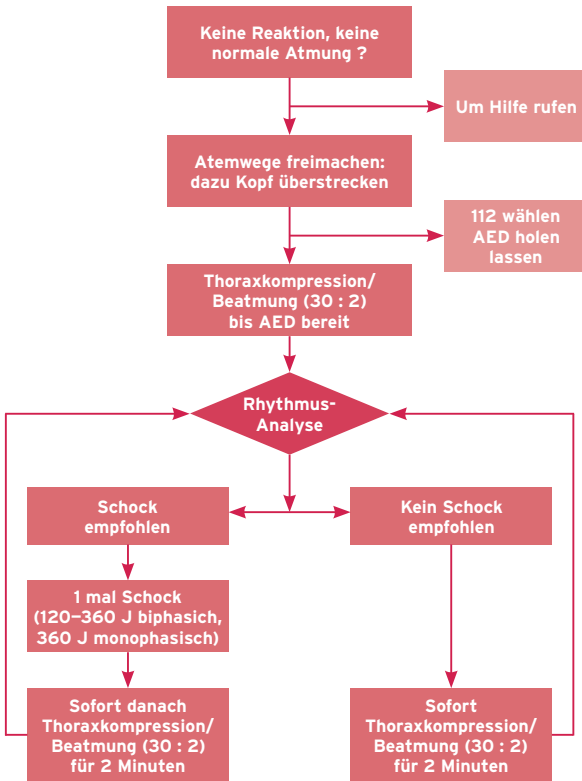 Keine Reaktion, keine
normale Atmung ?
Um Hilfe rufen
Atemwege freimachen:
dazu Kopf überstrecken
112 wählen
AED holen
lassen
Thoraxkompression/
Beatmung (30 : 2)
bis AED bereit
Rhythmus-
Analyse
Schock
empfohlen
Kein Schock
empfohlen
1 mal Schock
(120–360 J biphasich,
360 J monophasisch)
Sofort danach
Thoraxkompression/
Beatmung (30 : 2)
für 2 Minuten
Sofort
Thoraxkompression/
Beatmung (30 : 2)
für 2 Minuten